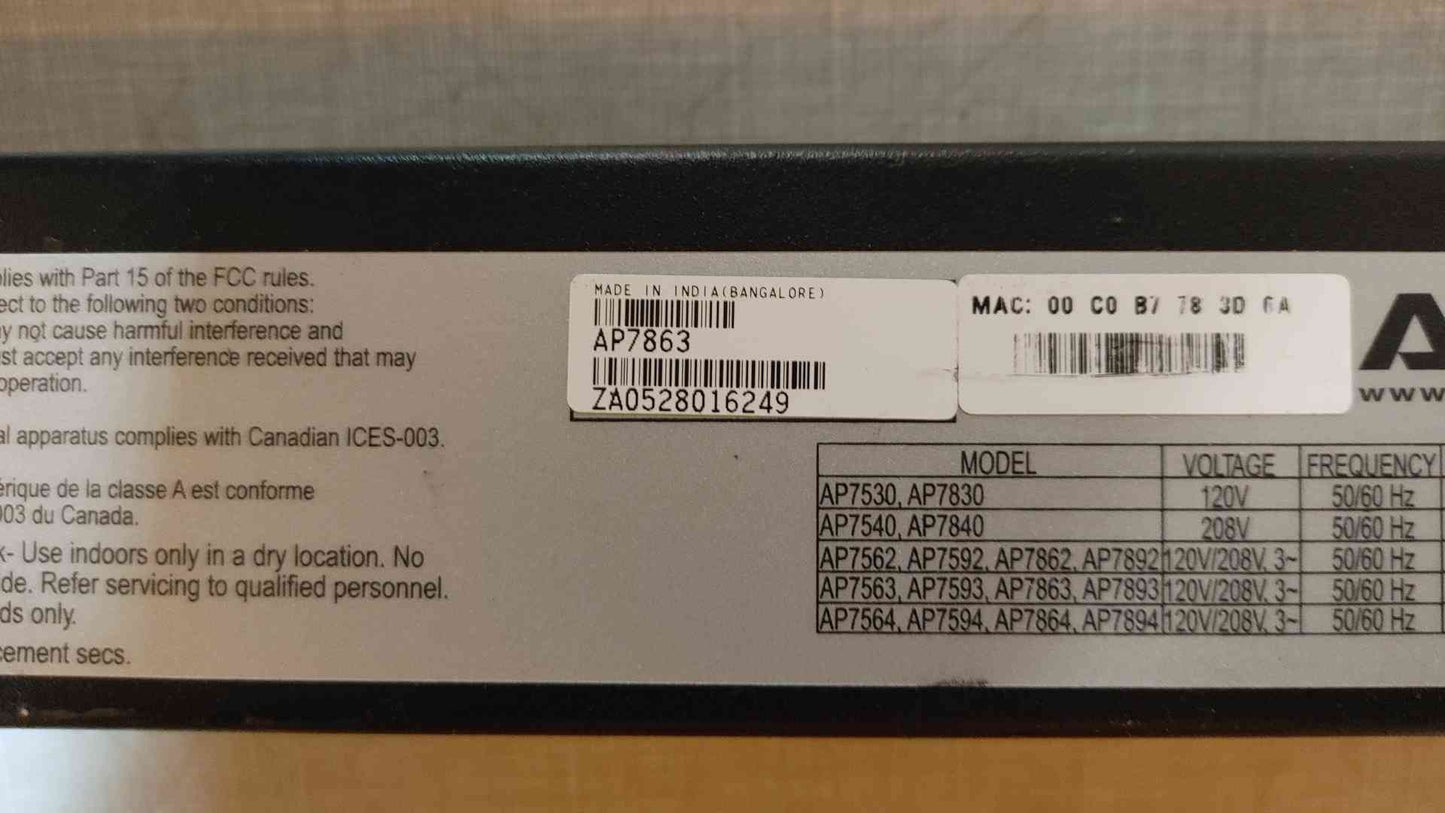 lies with Part 15 of the FCC rules.
ect to the following two conditions:
y not cause harmful interference and
st accept any interference received that may
operation.
al apparatus complies with Canadian ICES-003.
érique de la classe A est conforme
003 du Canada.
k- Use indoors only in a dry location. No
de. Refer servicing to qualified personnel.
ds only.
cement secs.
MADE IN INDIA(BANGALORE)
AP7863
ZA0528016249
MAC: 00 C0 B7 78 3D 6A
A
www
MODEL VOLTAGE FREQUENCY
AP7530, AP7830 120V 50/60 Hz
AP7540, AP7840 208V 50/60 Hz
AP7562, AP7592, AP7862, AP7892 120V/208V, 3~ 50/60 Hz
AP7563, AP7593, AP7863, AP7893 120V/208V, 3~ 50/60 Hz
AP7564, AP7594, AP7864, AP7894 120V/208V, 3~ 50/60 Hz